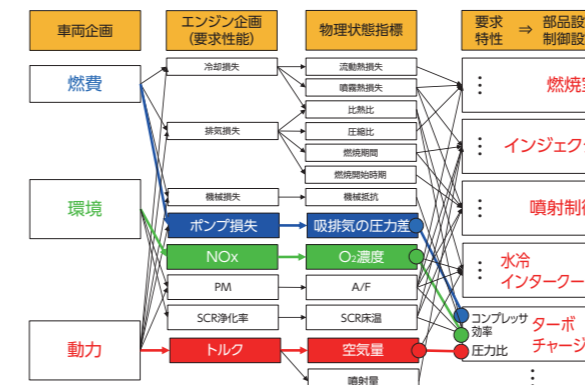 車両企画
エンジン企画
(要求性能)
物理状態指標
要求
特性
⇒
部品設
制御設
燃費
環境
動力
冷却損失
排気損失
機械損失
ポンプ損失
NOx
PM
SCR浄化率
トルク
流動熱損失
噴霧熱損失
比熱比
圧縮比
燃焼期間
燃焼開始時期
機械抵抗
吸排気の圧力差
O₂濃度
A/F
SCR床温
空気量
噴射量
⋮
燃焼室
インジェク
⋮
噴射制御
⋮
水冷
インターク
コンプレッサ
効率
圧力比
ターボ
チャージ
⋮